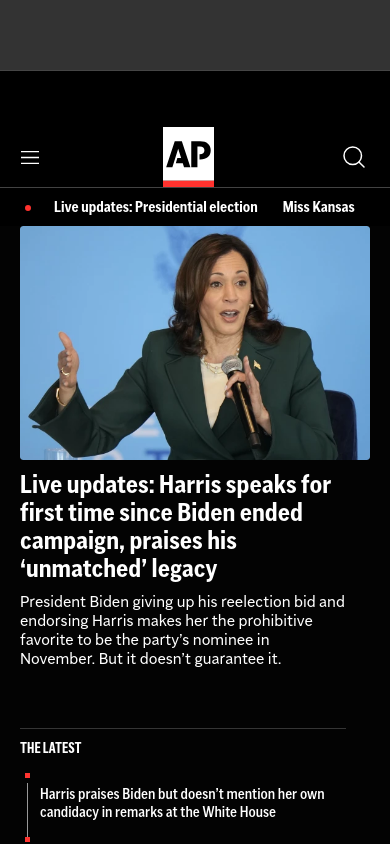 AP
Live updates: Presidential election
Miss Kansas
Live updates: Harris speaks for
first time since Biden ended
campaign, praises his
‘unmatched’ legacy
President Biden giving up his reelection bid and
endorsing Harris makes her the prohibitive
favorite to be the party’s nominee in
November. But it doesn’t guarantee it.
THE LATEST
Harris praises Biden but doesn’t mention her own
candidacy in remarks at the White House